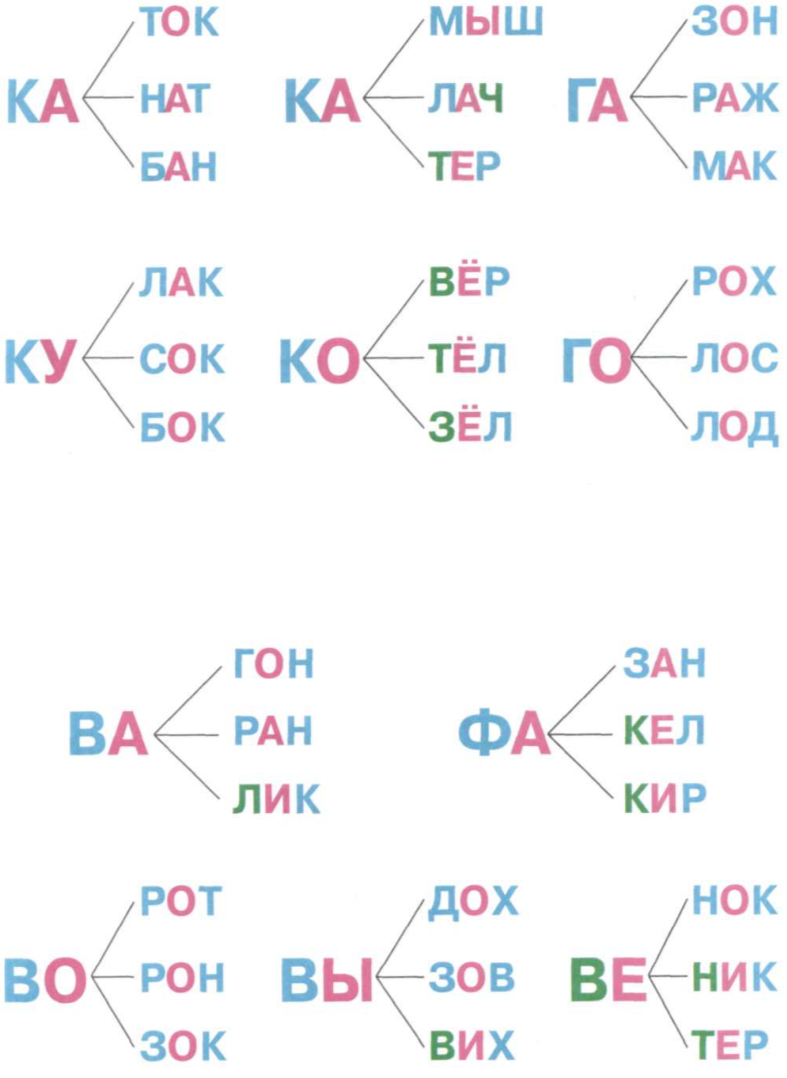 ТОК МЫШ ЗОН
КА НАТ КА ЛАЧ ГА РАЖ
БАН ТЕР МАК
ЛАК ВЁР РОХ
КУ СОК КО ТЁЛ ГО ЛОС
БОК ЗЁЛ ЛОД
ГОН ЗАН
ВА РАН ФА КЕЛ
ЛИК КИР
РОТ ДОХ НОК
ВО РОН ВЫ ЗОВ ВЕ НИК
ЗОК ВИХ ТЕР